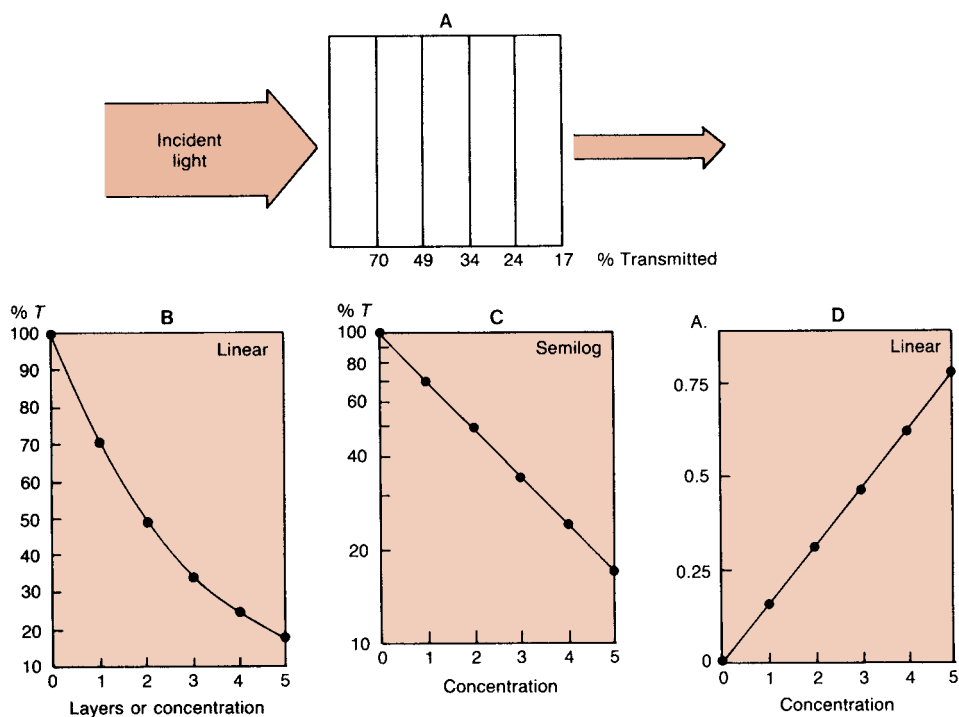 A
Incident
light
70 49 34 24 17 % Transmitted
B
% T
Linear
100
90
80
70
60
50
40
30
20
10
0 1 2 3 4 5
Layers or concentration
C
% T
Semilog
100
80
60
40
20
10
0 1 2 3 4 5
Concentration
D
A.
Linear
0.75
0.5
0.25
0
0 1 2 3 4 5
Concentration